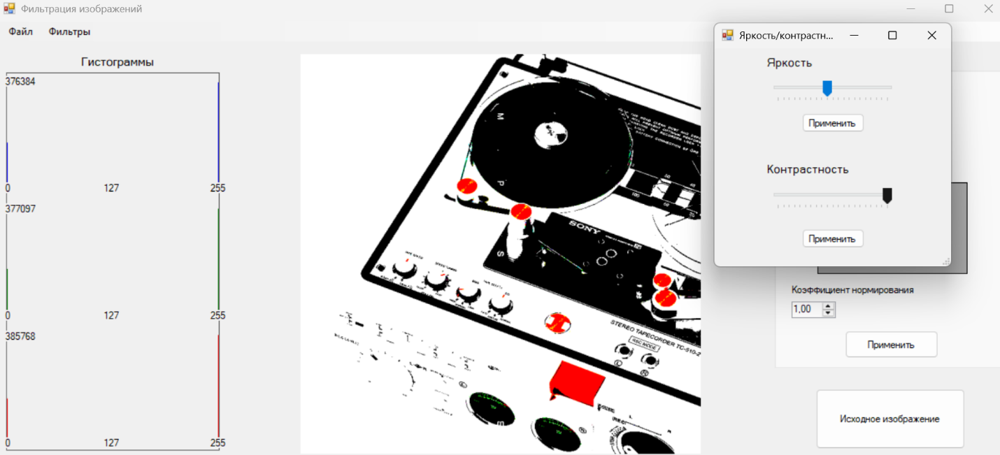 Фильтрация изображений
Файл Фильтры
Гистограммы
376384
0 127 255
377097
0 127 255
385768
0 127 255
M
P
S
SONY
STEREO TAPECORDER TC-510-2
REC MODE
L
R
Яркость/контрастн...
Яркость
Применить
Контрастность
Применить
Коэффициент нормирования
1,00
Применить
Исходное изображение